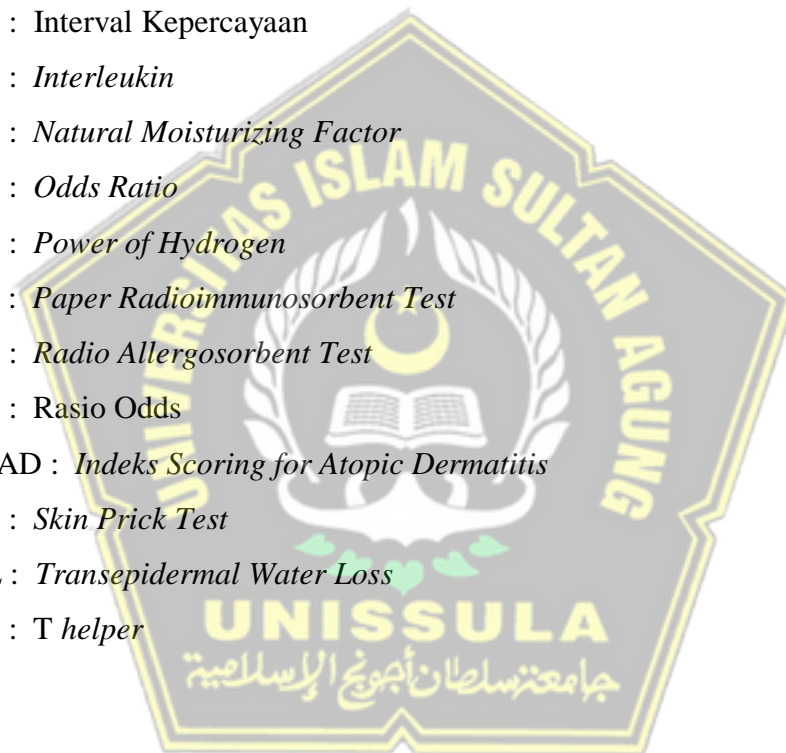 : Interval Kepercayaan
: Interleukin
: Natural Moisturizing Factor
: Odds Ratio
: Power of Hydrogen
: Paper Radioimmunosorbent Test
: Radio Allergosorbent Test
: Rasio Odds
AD : Indeks Scoring for Atopic Dermatitis
: Skin Prick Test
: Transepidermal Water Loss
: T helper
UNIVERSITAS ISLAM SULTAN AGUNG
UNISSULA
جامعتنسلطان أجونج الإسلامية